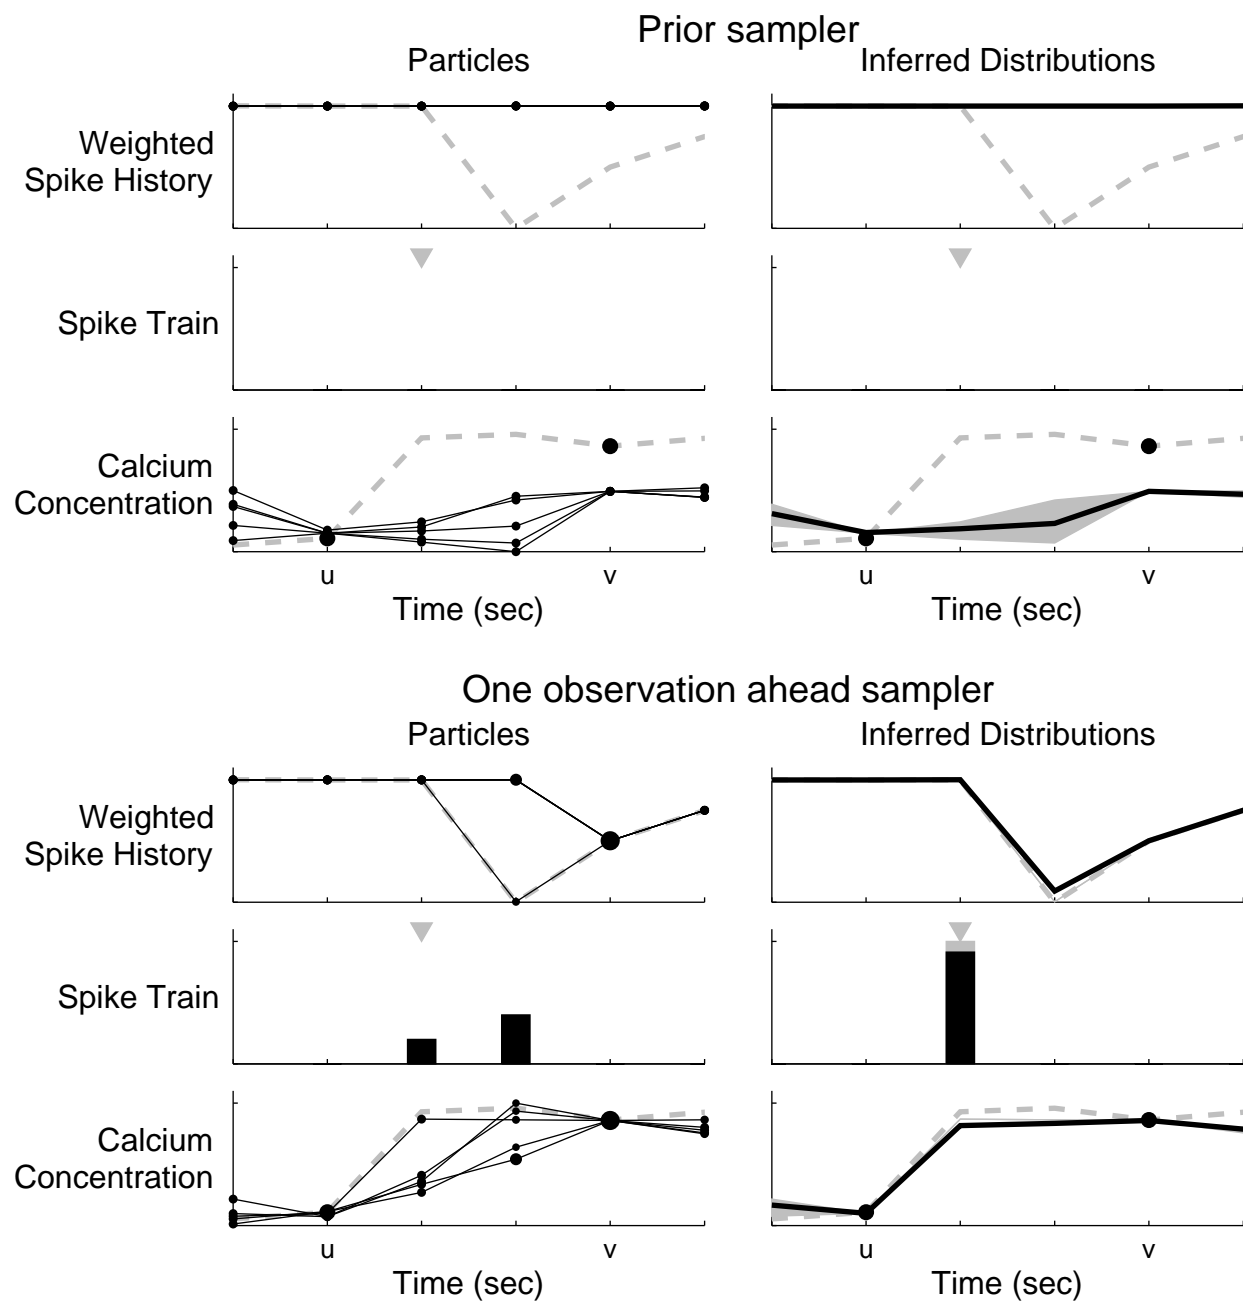 Prior sampler
Particles
Inferred Distributions
Weighted
Spike History
Spike Train
Calcium
Concentration
u
v
u
v
Time (sec)
Time (sec)
One observation ahead sampler
Particles
Inferred Distributions
Weighted
Spike History
Spike Train
Calcium
Concentration
u
v
u
v
Time (sec)
Time (sec)